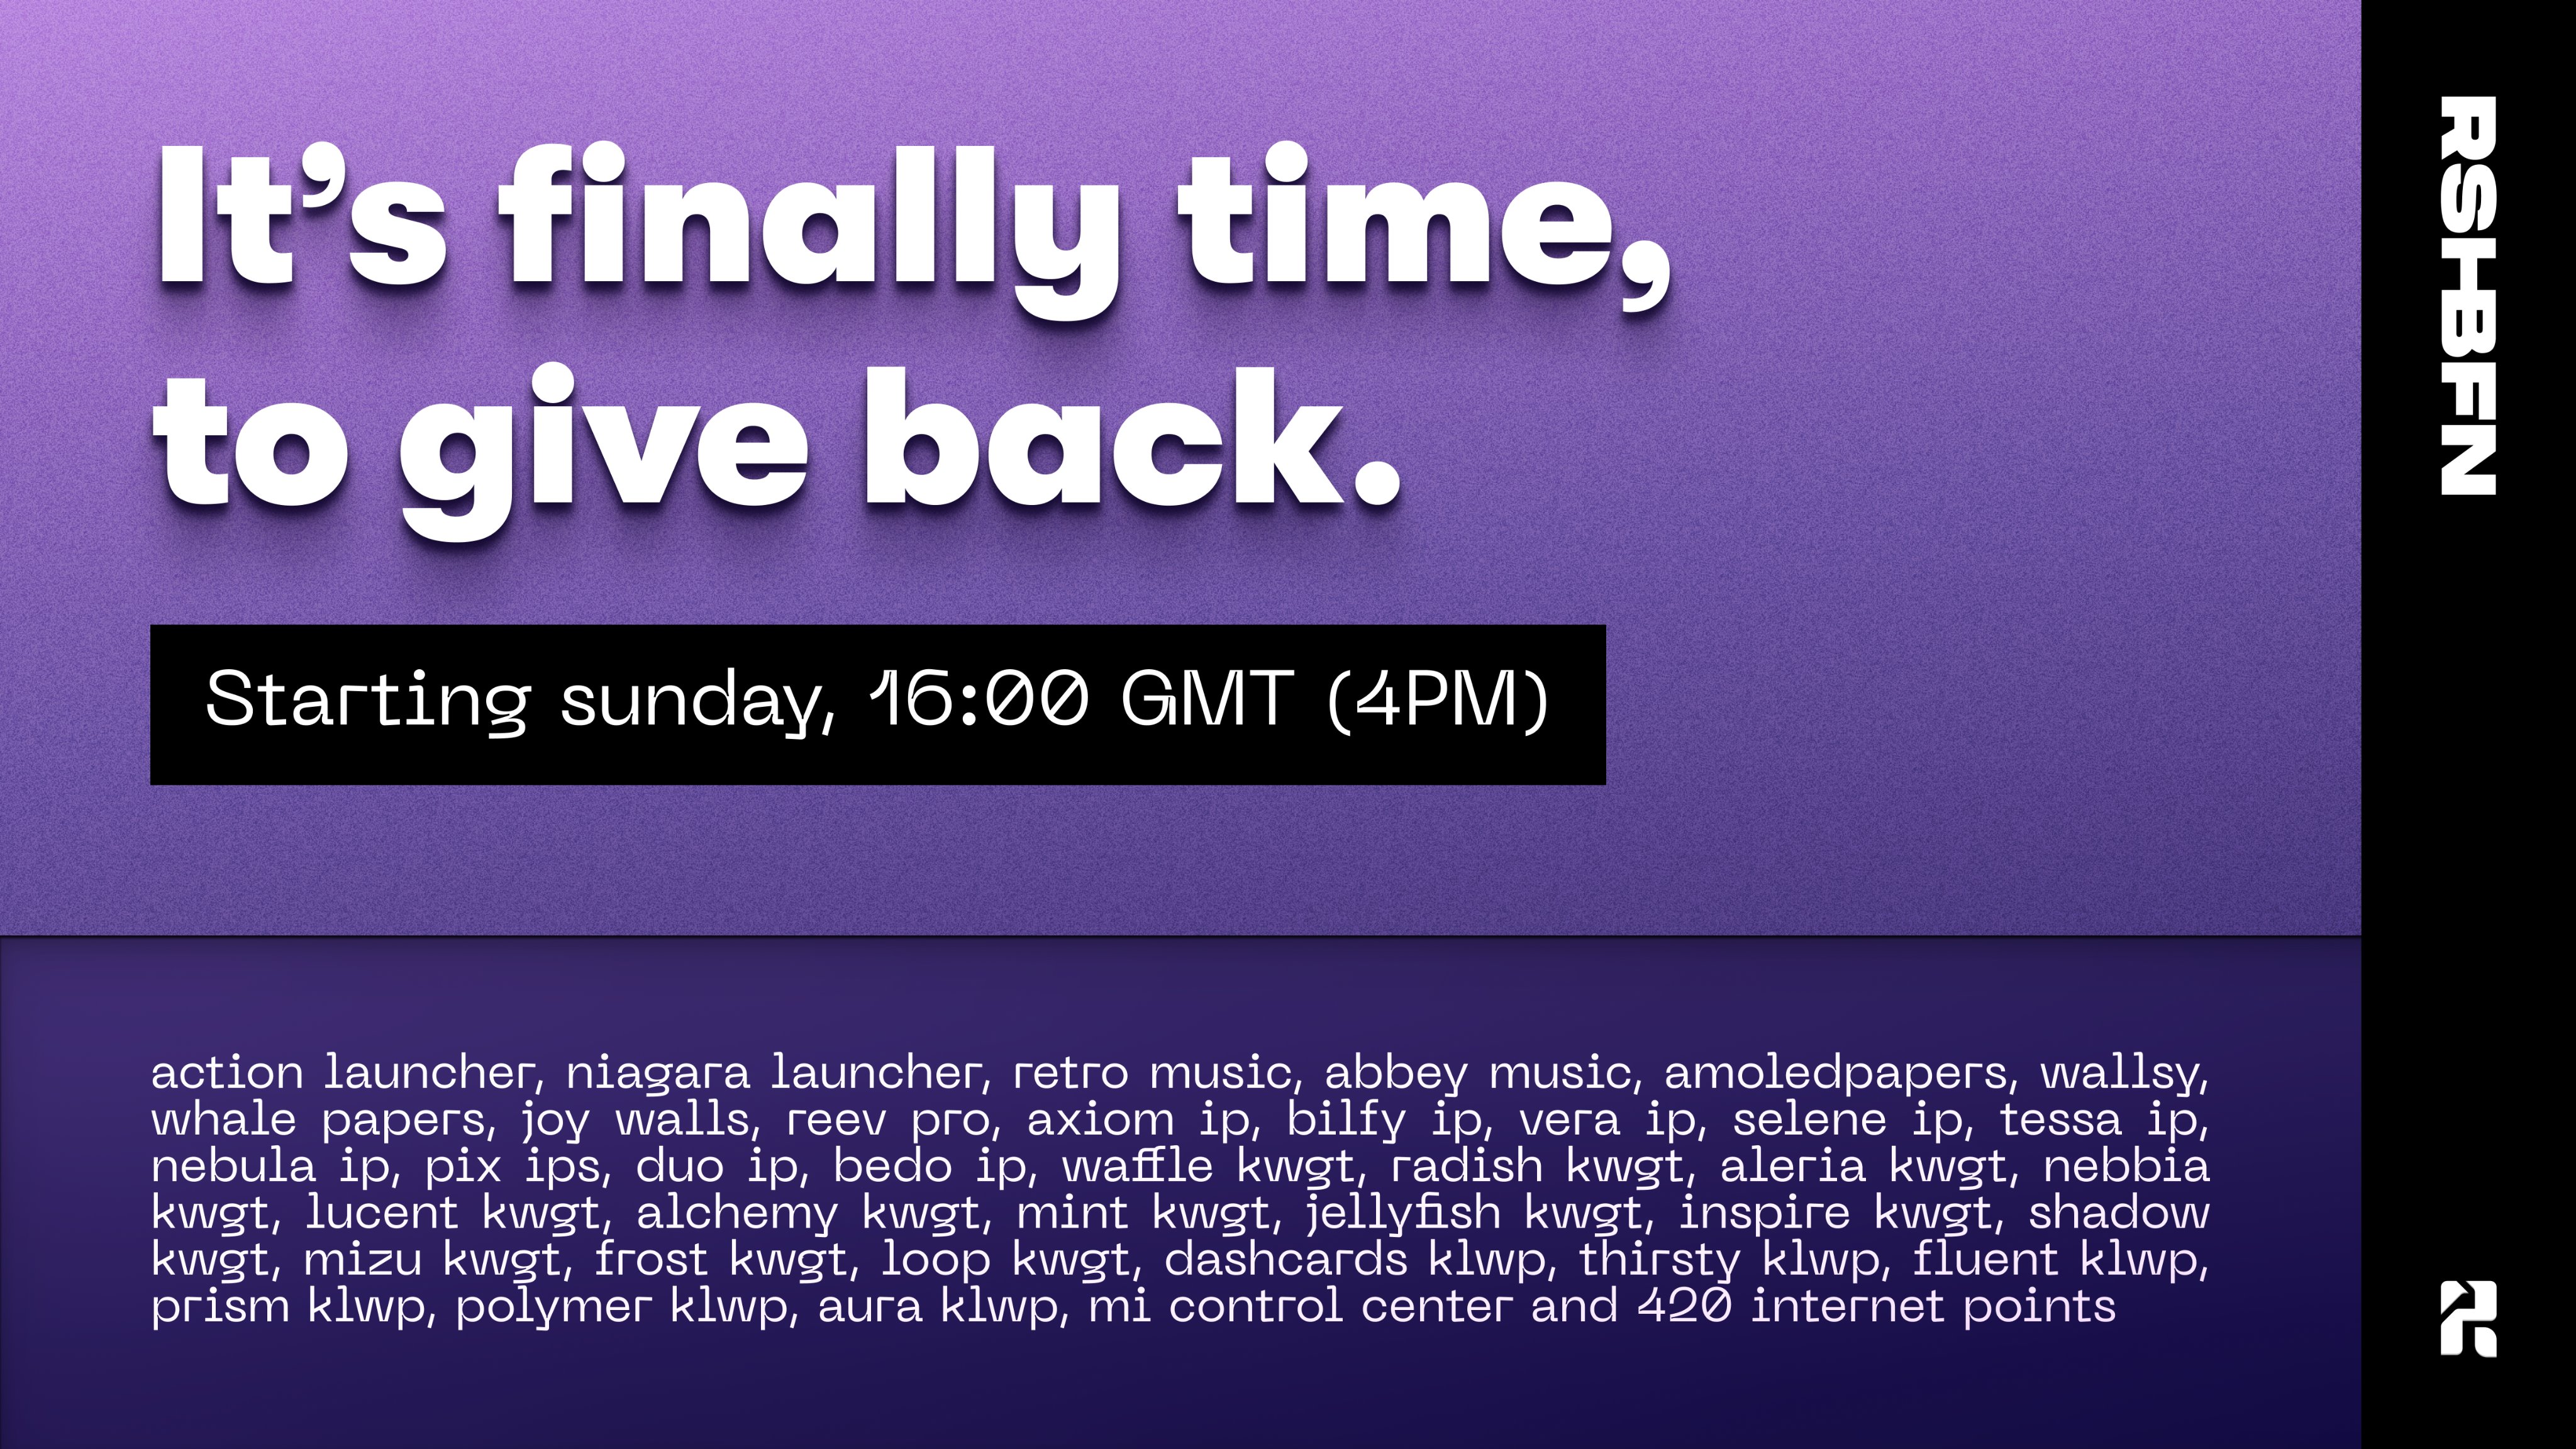 It’s finally time,
to give back.
Starting sunday, 16:00 GMT (4PM)
action launcher, niagara launcher, retro music, abbey music, amoledpapers, wallsy,
whale papers, joy walls, reev pro, axiom ip, bilfy ip, vera ip, selene ip, tessa ip,
nebula ip, pix ips, duo ip, bedo ip, waffle kwgt, radish kwgt, aleria kwgt, nebbia
kwgt, lucent kwgt, alchemy kwgt, mint kwgt, jellyfish kwgt, inspire kwgt, shadow
kwgt, mizu kwgt, frost kwgt, loop kwgt, dashcards klwp, thirsty klwp, fluent klwp,
prism klwp, polymer klwp, aura klwp, mi control center and 420 internet points
RSHBFN